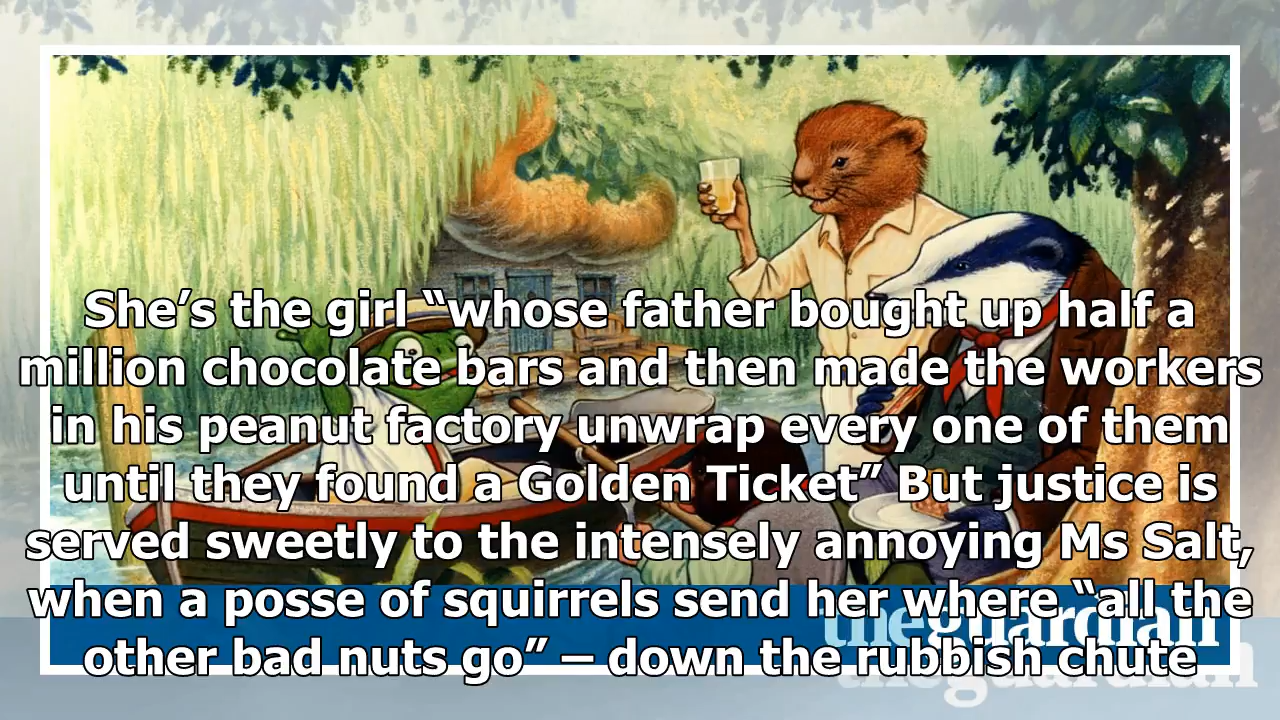 She’s the girl “whose father bought up half a
million chocolate bars and then made the workers
in his peanut factory unwrap every one of them
until they found a Golden Ticket” But justice is
served sweetly to the intensely annoying Ms Salt,
when a posse of squirrels send her where “all the
other bad nuts go” – down the rubbish chute
theguardian
theguardian